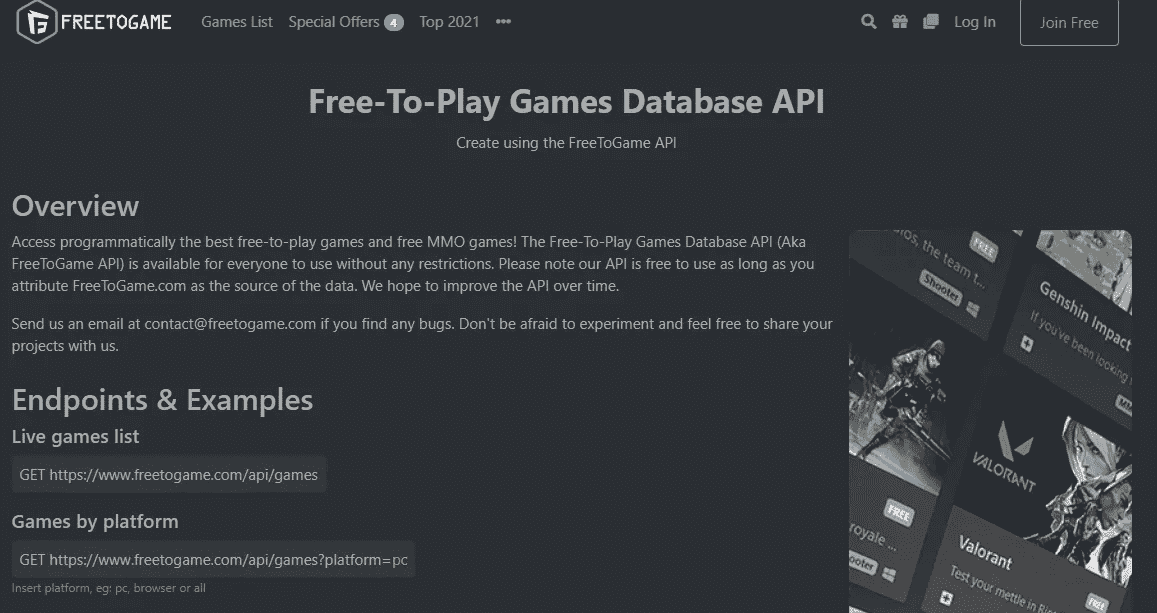 FREETOGAME
Games List Special Offers 4 Top 2021 •••
Log In
Join Free
Free-To-Play Games Database API
Create using the FreeToGame API
Overview
Access programmatically the best free-to-play games and free MMO games! The Free-To-Play Games Database API (Aka
FreeToGame API) is available for everyone to use without any restrictions. Please note our API is free to use as long as you
attribute FreeToGame.com as the source of the data. We hope to improve the API over time.
Send us an email at contact@freetogame.com if you find any bugs. Don't be afraid to experiment and feel free to share your
projects with us.
Endpoints & Examples
Live games list
GET https://www.freetogame.com/api/games
Games by platform
GET https://www.freetogame.com/api/games?platform=pc
Insert platform, eg: pc, browser or all
the team t...
FREE
Shooter
Genshin Impact
If you've been looking
VALORANT
FREE
royale ...
Valorant
Test your mettle in
FREE